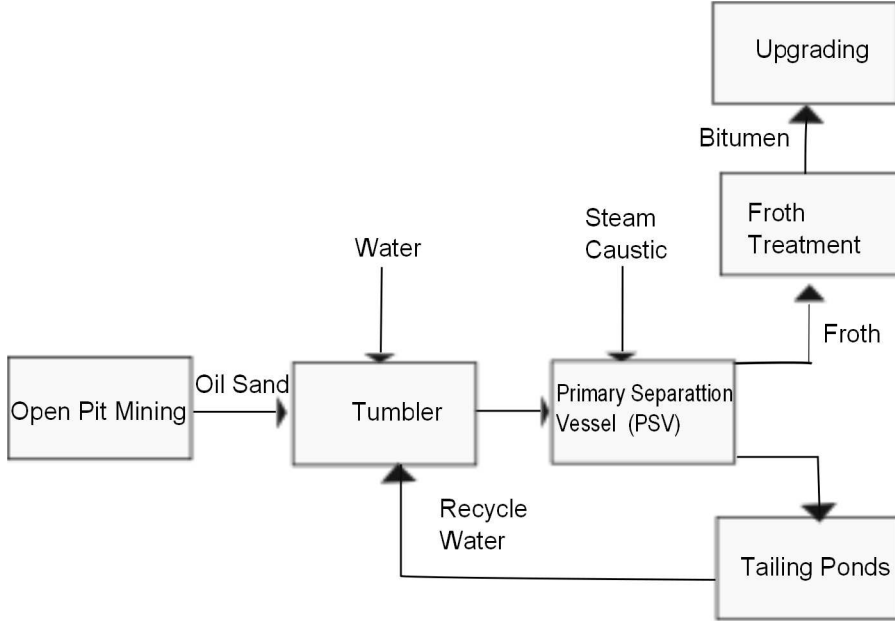 Upgrading
Bitumen
Froth
Treatment
Steam
Caustic
Water
Froth
Oil Sand
Open Pit Mining
Tumbler
Primary Separattion
Vessel (PSV)
Recycle
Water
Tailing Ponds